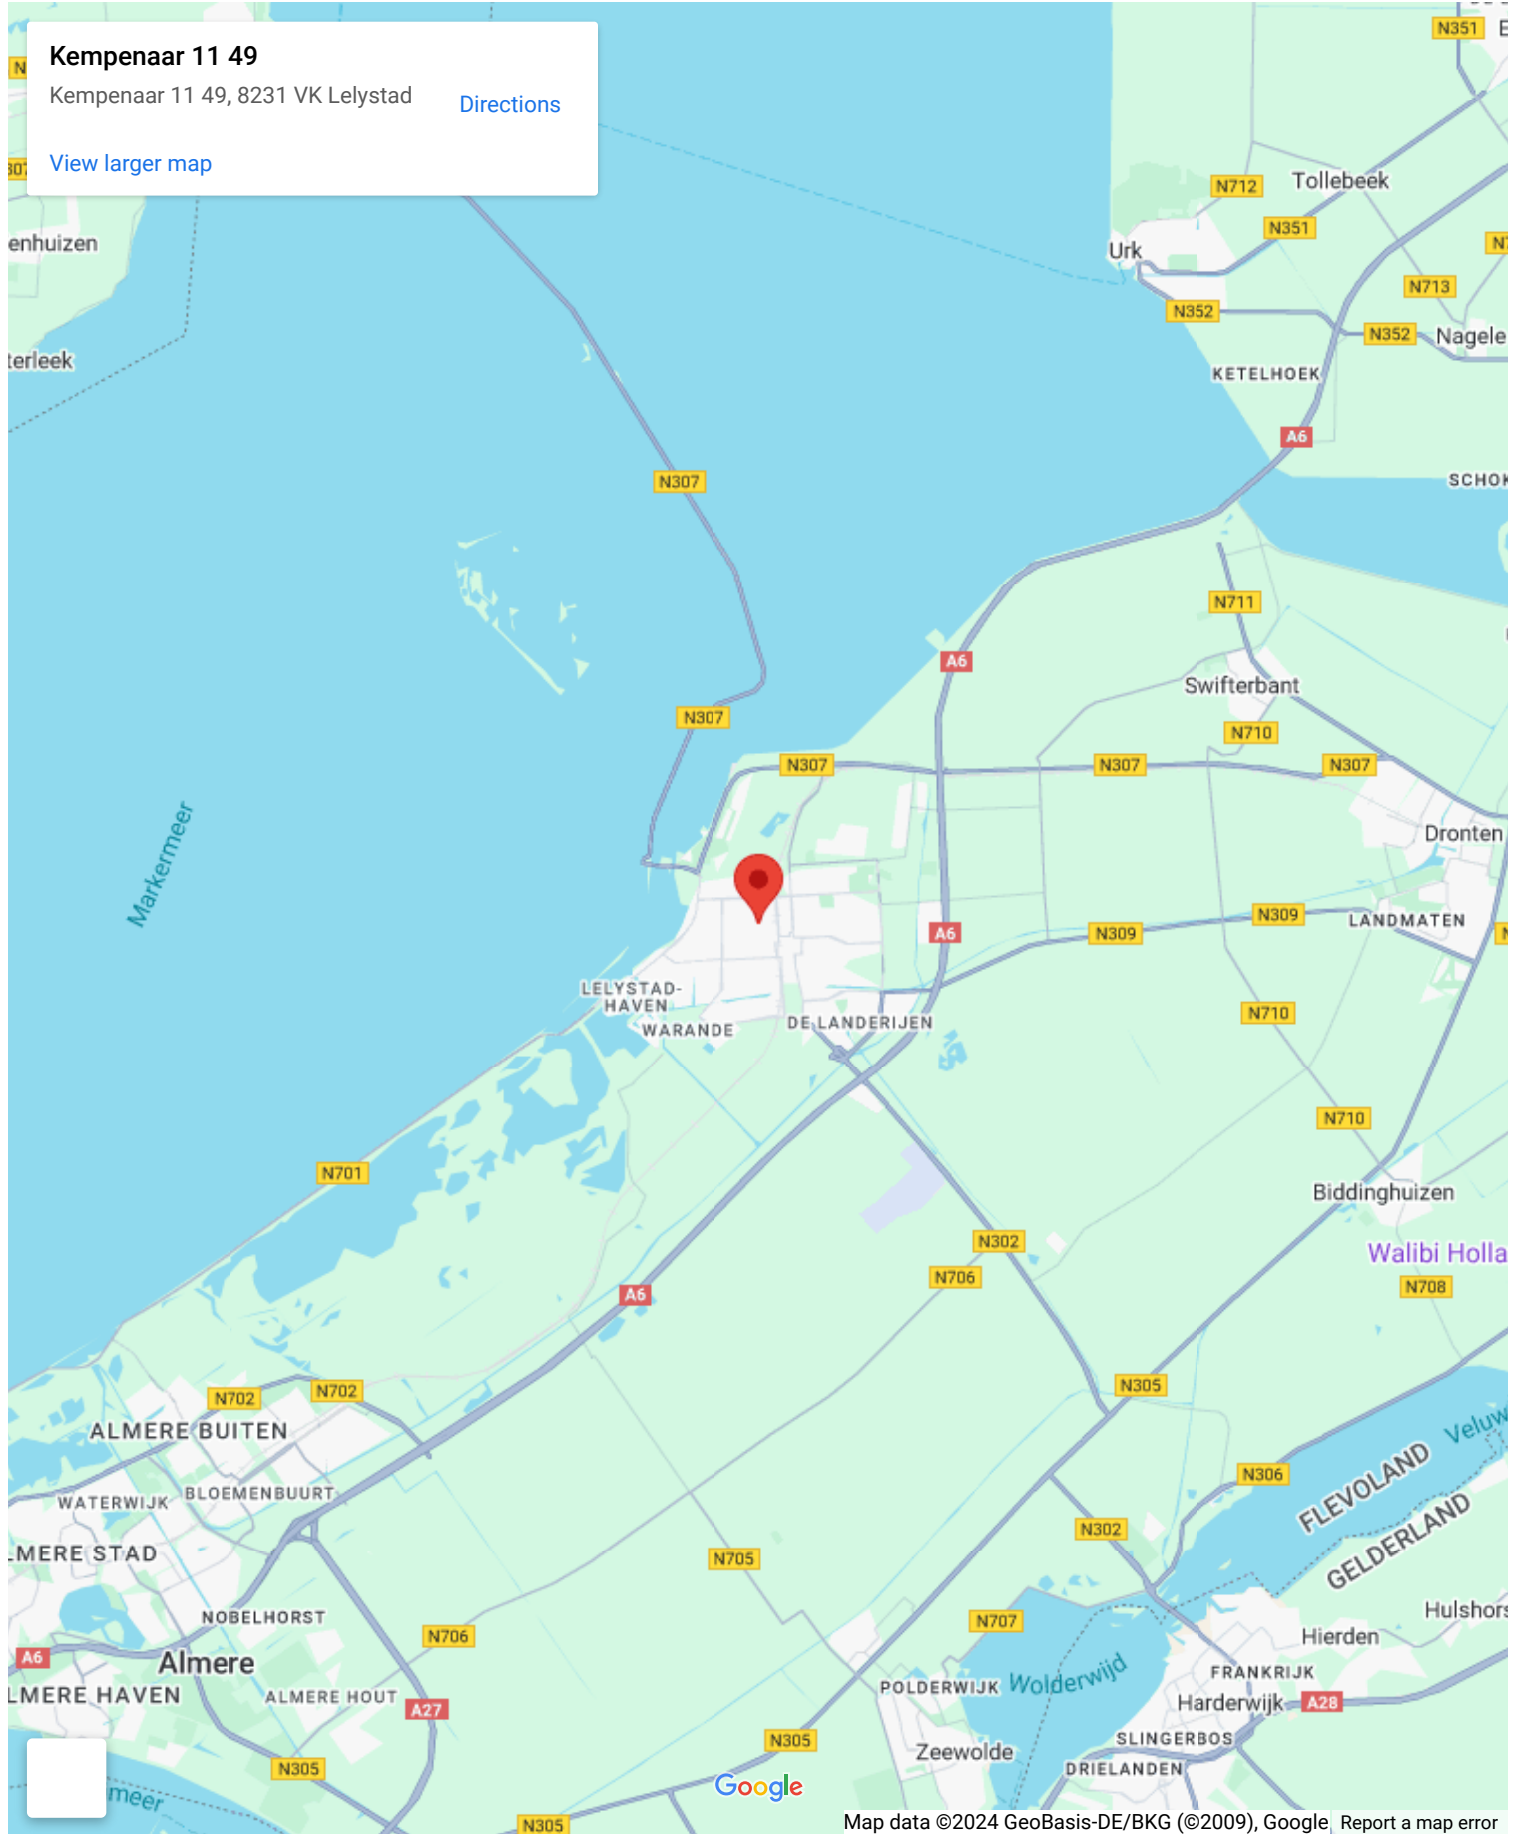 Kempenaar 11 49
Kempenaar 11 49, 8231 VK Lelystad
Directions
View larger map
N351
E
N
307
N712
Tollebeek
N351
enhuizen
Urk
N7
N713
N352
N352
Nagele
terleek
KETELHOEK
A6
N307
SCHOK
N711
A6
Swifterbant
N307
N710
N307
N307
N307
Markermeer
Dronten
N309
LANDMATEN
A6
N309
N
LELYSTAD-
HAVEN
WARANDE
DE LANDERIJEN
N710
N710
N701
Biddinghuizen
N302
Walibi Holla
N706
N708
A6
N702
N702
N305
ALMERE BUITEN
Veluw
FLEVOLAND
N306
BLOEMENBUURT
WATERWIJK
GELDERLAND
N302
LMERE STAD
N705
NOBELHORST
N707
Hulshors
N706
Hierden
A6
Almere
Wolderwijd
FRANKRIJK
POLDERWIJK
LMERE HAVEN
ALMERE HOUT
Harderwijk
A28
A27
N305
SLINGERBOS
Zeewolde
N305
DRIELANDEN
Google
meer
N305
Map data ©2024 GeoBasis-DE/BKG (©2009), Google
Report a map error